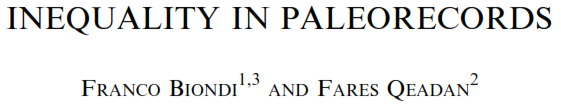 INEQUALITY IN PALEORECORDS
FRANCO BIONDI1,3 AND FARES QEADAN2